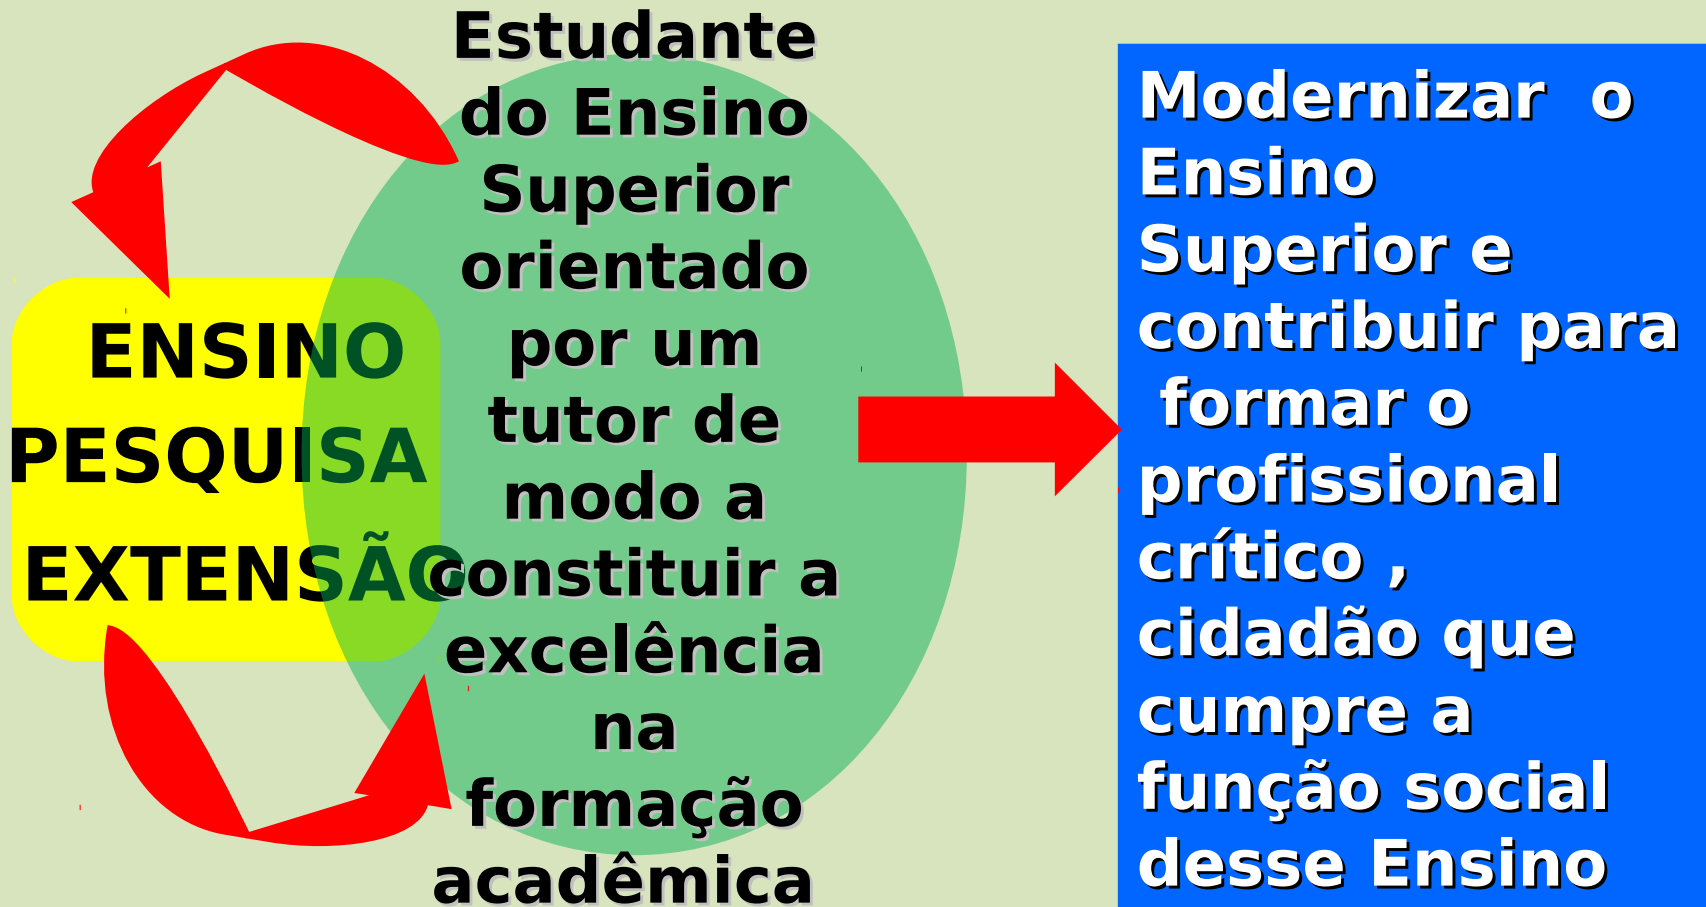 ENSINO
PESQUISA
EXTENSÃO
Estudante
do Ensino
Superior
orientado
por um
tutor de
modo a
constituir a
excelência
na
formação
acadêmica
Modernizar o
Ensino
Superior e
contribuir para
formar o
profissional
crítico ,
cidadão que
cumpre a
função social
desse Ensino